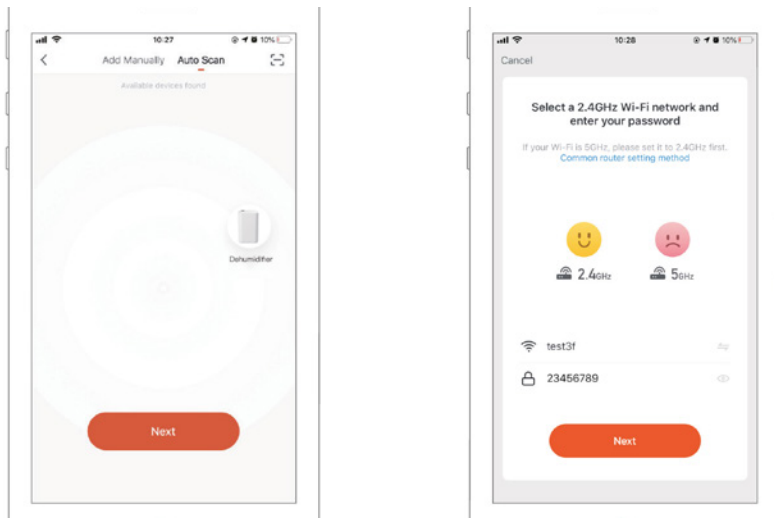 10:27
10%
Add Manually Auto Scan
Available devices found
Dehumidifier
Next
10:28
10%
Cancel
Select a 2.4GHz Wi-Fi network and
enter your password
If your Wi-Fi is 5GHz, please set it to 2.4GHz first.
Common router setting method
2.4GHz
5GHz
test3f
23456789
Next